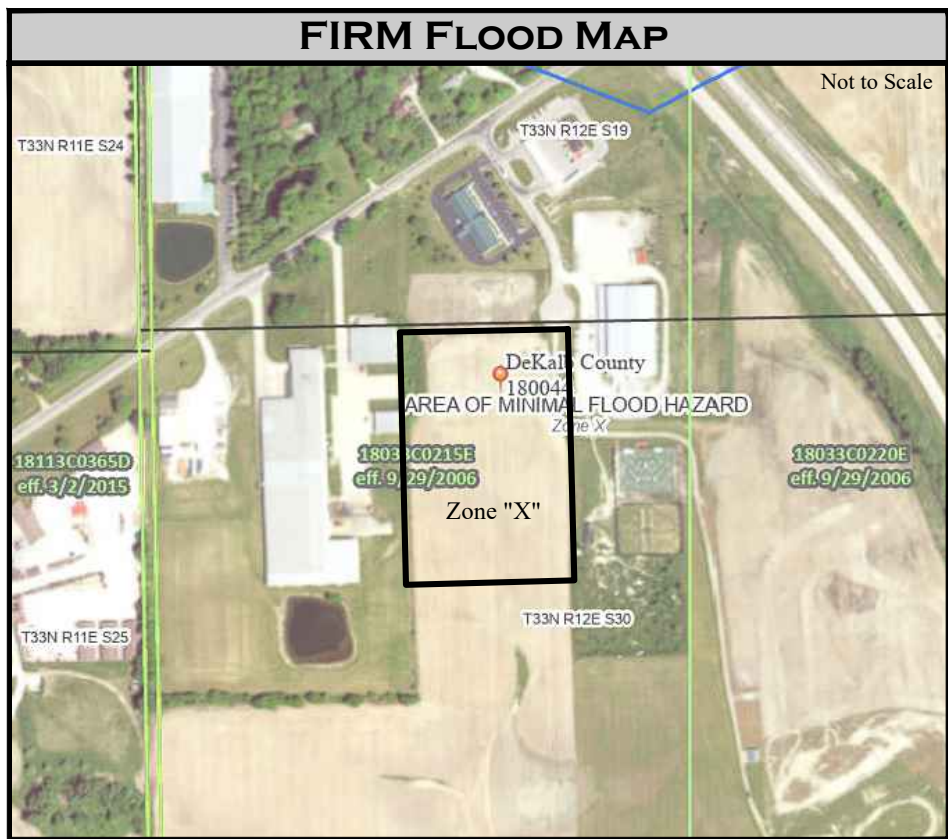 FIRM FLOOD MAP
Not to Scale
T33N R11E S24
T33N R12E S19
DeKalb County
180044
AREA OF MINIMAL FLOOD HAZARD
Zone X
18113C0365D
eff. 3/2/2015
18033C0215E
eff. 9/29/2006
18033C0220E
eff. 9/29/2006
Zone "X"
T33N R12E S30
T33N R11E S25